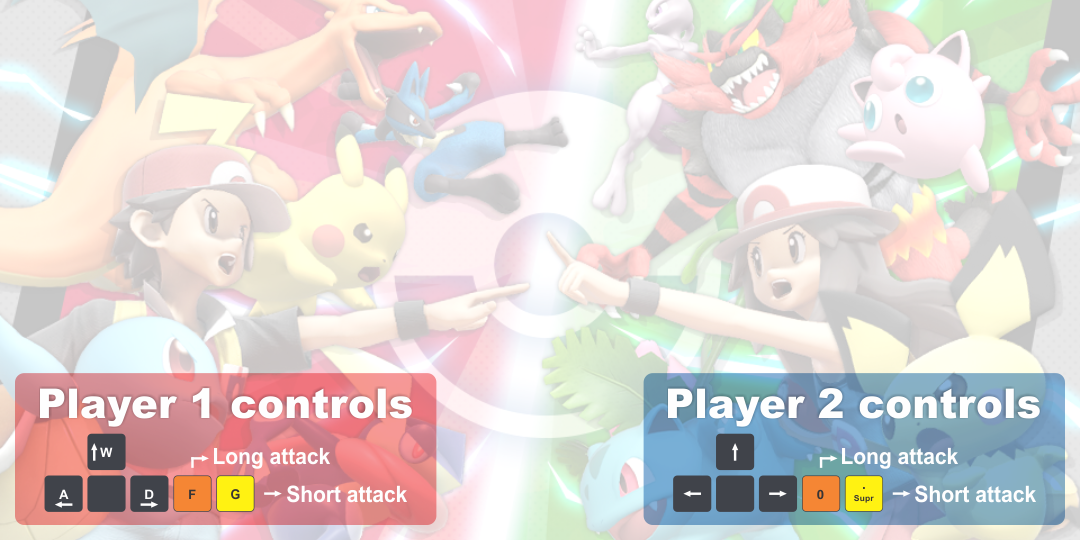 Player 1 controls
↑W
Long attack
A ←
D →
F
G
→ Short attack
Player 2 controls
↑
Long attack
←
→
0
. Supr
→ Short attack